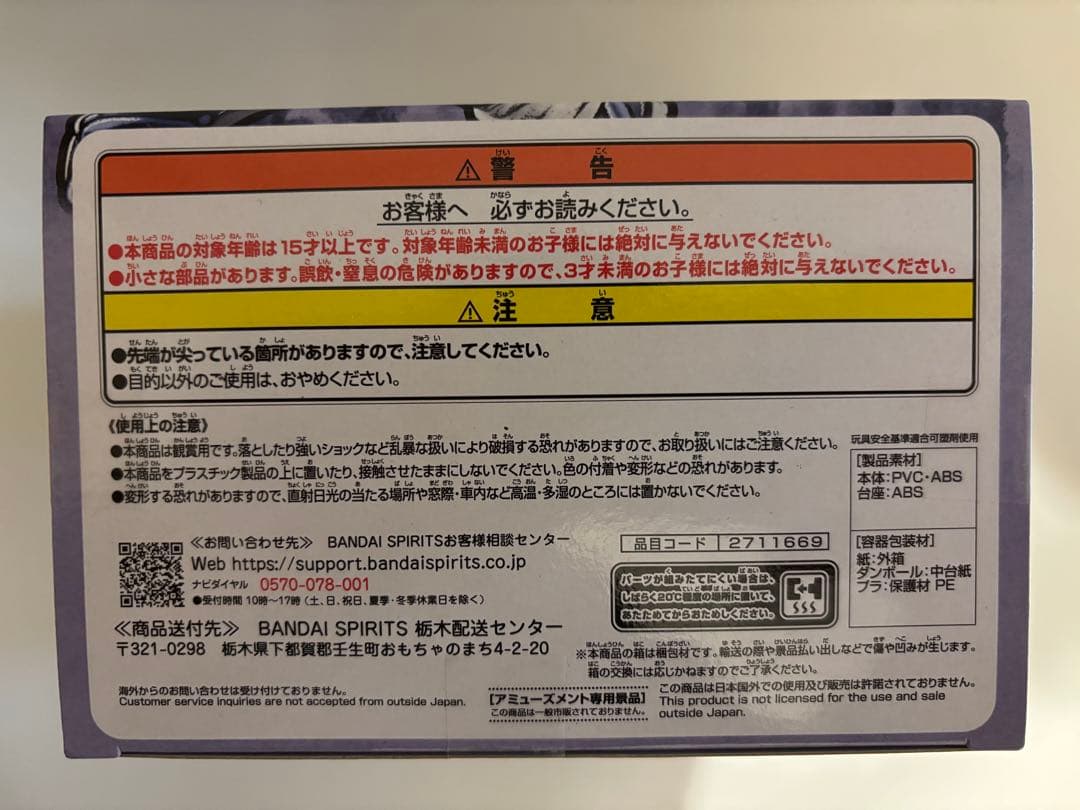 ⚠警告
お客様へ 必ずお読みください。
●本商品の対象年齢は15才以上です。対象年齢未満のお子様には絶対に与えないでください。
●小さな部品があります。誤飲・窒息の危険がありますので、3才未満のお子様には絶対に与えないでください。
⚠注意
●先端が尖っている箇所がありますので、注意してください。
●目的以外のご使用は、おやめください。
《使用上の注意》
●本商品は観賞用です。落としたり強いショックなど乱暴な扱いにより破損する恐れがありますので、お取り扱いにはご注意ください。
●本商品をプラスチック製品の上に置いたり、接触させたままにしないでください。色の付着や変形などの恐れがあります。
●変形する恐れがありますので、直射日光の当たる場所や窓際・車内など高温・多湿のところには置かないでください。
玩具安全基準適合可塑剤使用
[製品素材]
本体:PVC・ABS
台座:ABS
[容器包装材]
紙:外箱
ダンボール:中台紙
プラ:保護材 PE
≪お問い合わせ先≫ BANDAI SPIRITSお客様相談センター
Web https://support.bandaispirits.co.jp
ナビダイヤル 0570-078-001
●受付時間 10時〜17時(土、日、祝日、夏季・冬季休業日を除く)
品目コード 2711669
パーツが組みたてにくい場合は、
しばらく20℃程度の場所に置いて、
あたためてからおためしください。
≪商品送付先≫ BANDAI SPIRITS 栃木配送センター
〒321-0298 栃木県下都賀郡壬生町おもちゃのまち4-2-20
※本商品の箱は梱包材です。輸送の際や景品払い出しなどで傷や凹みが生じます。
箱の交換には応じかねますのでご了承ください。
海外からのお問い合わせは受け付けておりません。
Customer service inquiries are not accepted from outside Japan.
[アミューズメント専用景品]
この商品は一般市販されておりません。
この商品は日本国外での使用及び販売は許諾されておりません。
This product is not licensed for the use and sale
outside Japan.